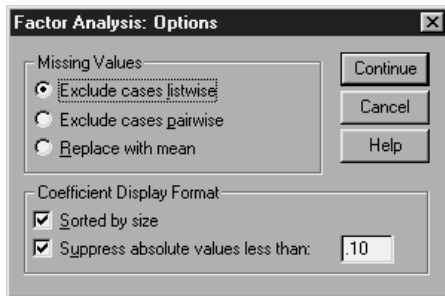 Factor Analysis: Options
Missing Values
Exclude cases listwise
Exclude cases pairwise
Replace with mean
Continue
Cancel
Help
Coefficient Display Format
Sorted by size
Suppress absolute values less than: .10